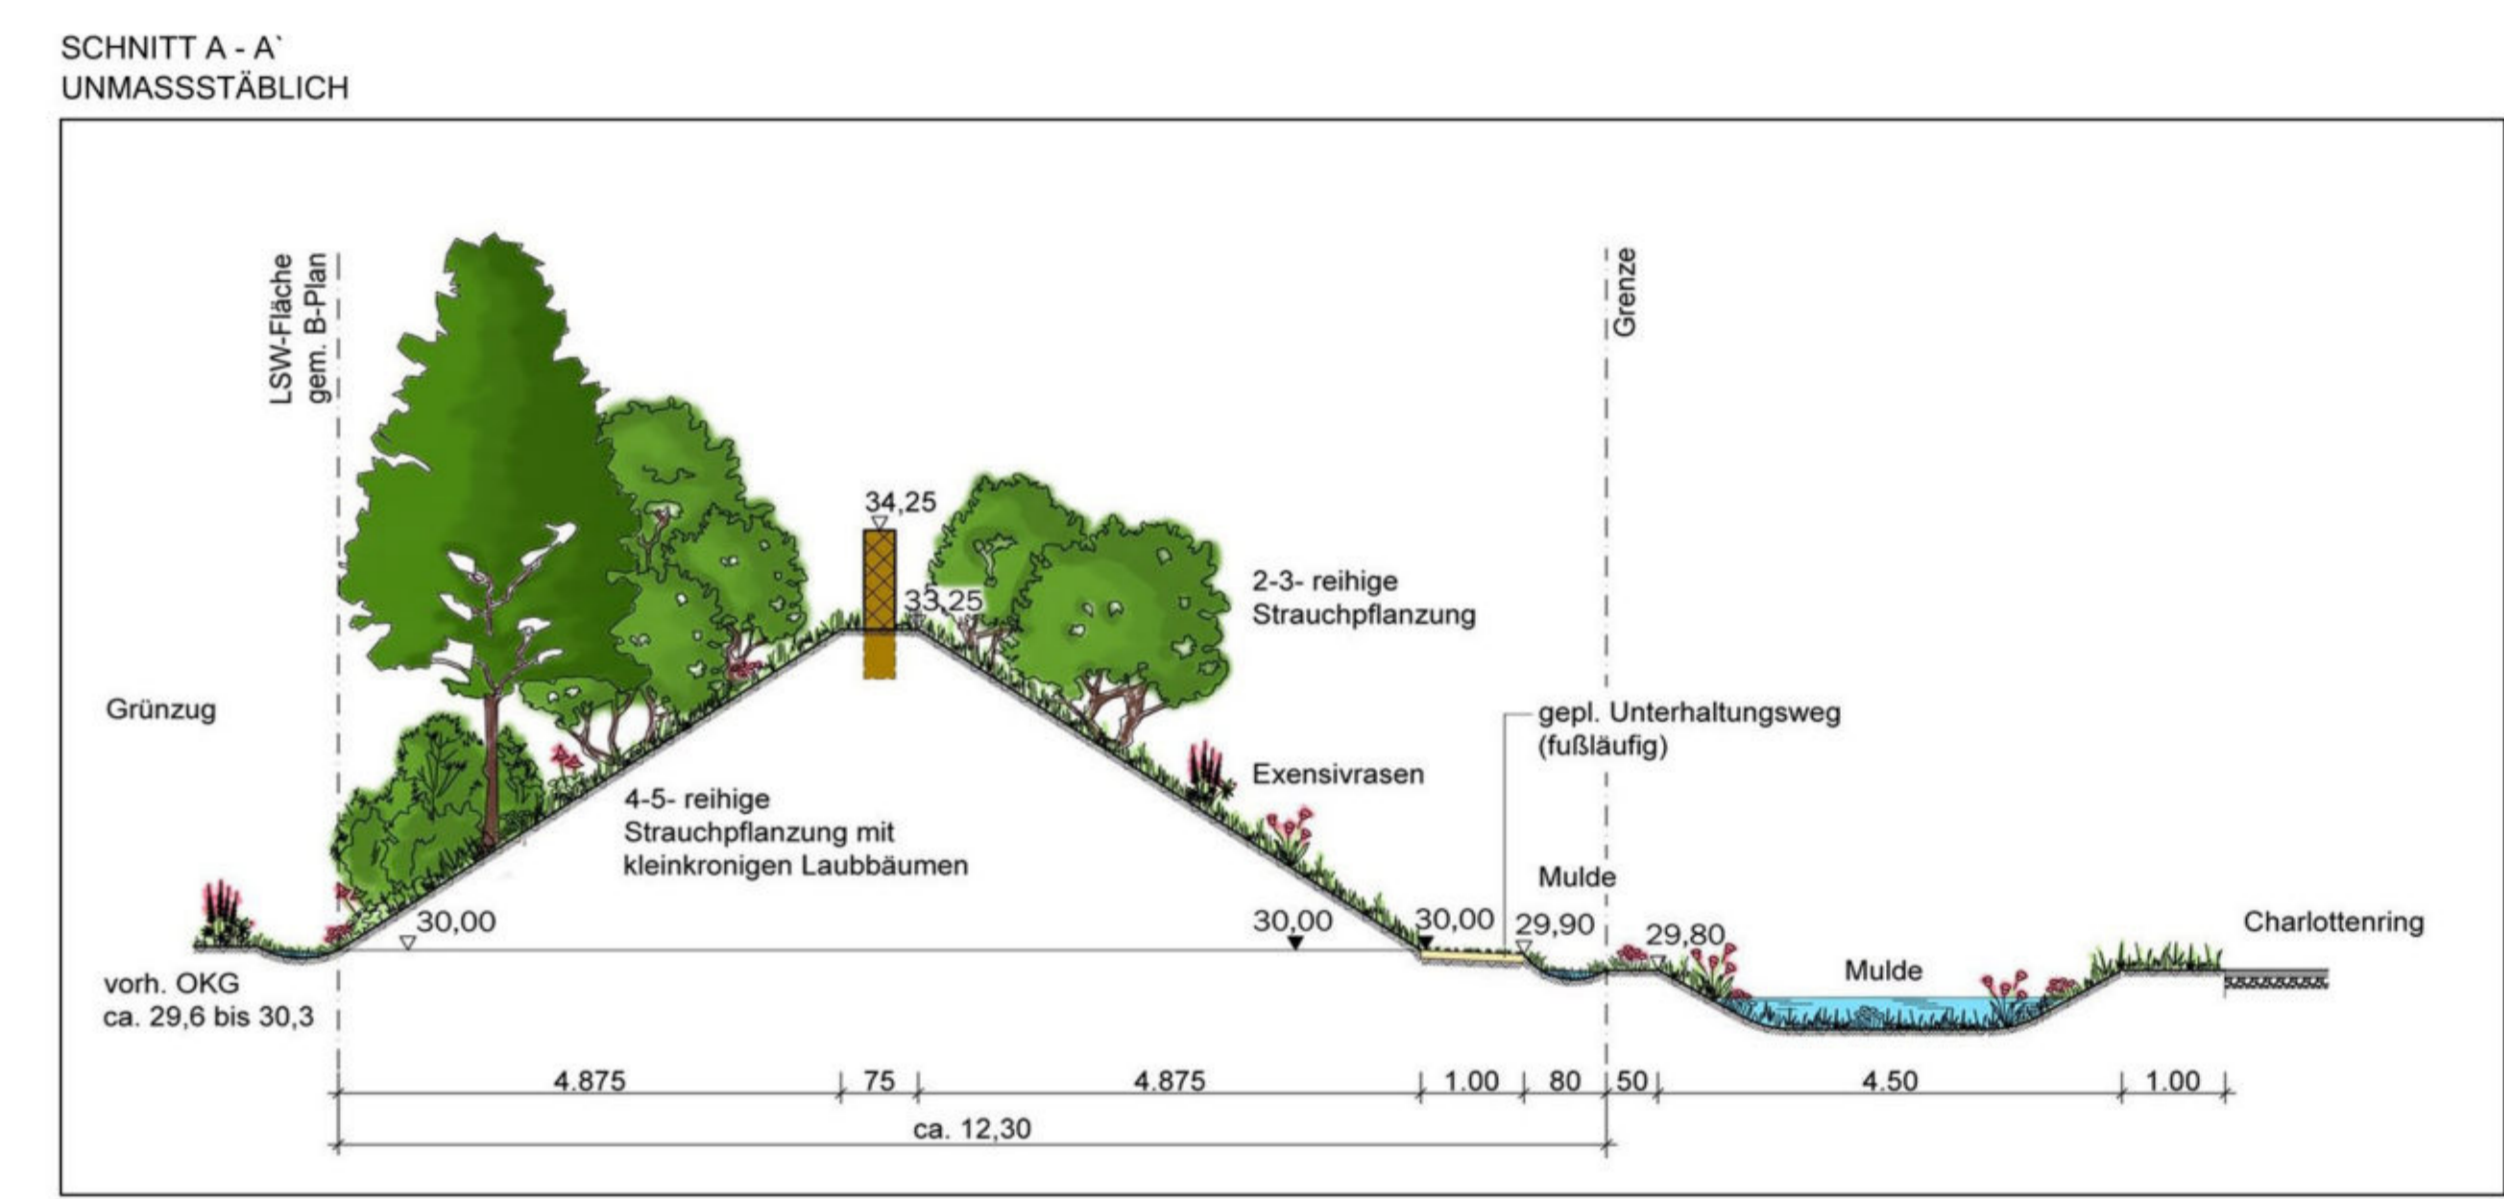 SCHNITT A - A`
UNMASSSTÄBLICH
LSW-Fläche
gem. B-Plan
Grenze
34,25
33,25
2-3- reihige
Strauchpflanzung
Grünzug
gepl. Unterhaltungsweg
(fußläufig)
Exensivrasen
4-5- reihige
Strauchpflanzung mit
kleinkronigen Laubbäumen
Mulde
30,00
30,00
30,00
29,90
29,80
Charlottenring
vorh. OKG
ca. 29,6 bis 30,3
Mulde
4.875
75
4.875
1.00
80
50
4.50
1.00
ca. 12,30